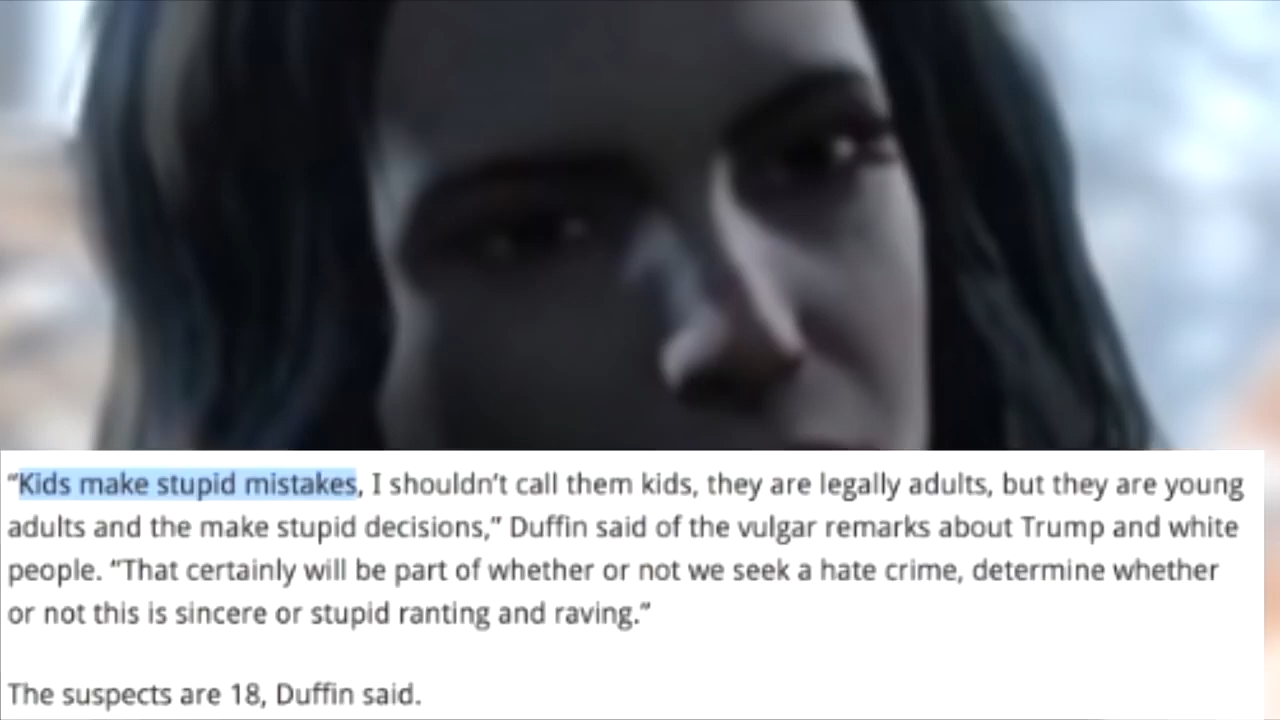 “Kids make stupid mistakes, I shouldn’t call them kids, they are legally adults, but they are young
adults and the make stupid decisions,” Duffin said of the vulgar remarks about Trump and white
people. “That certainly will be part of whether or not we seek a hate crime, determine whether
or not this is sincere or stupid ranting and raving.”
The suspects are 18, Duffin said.